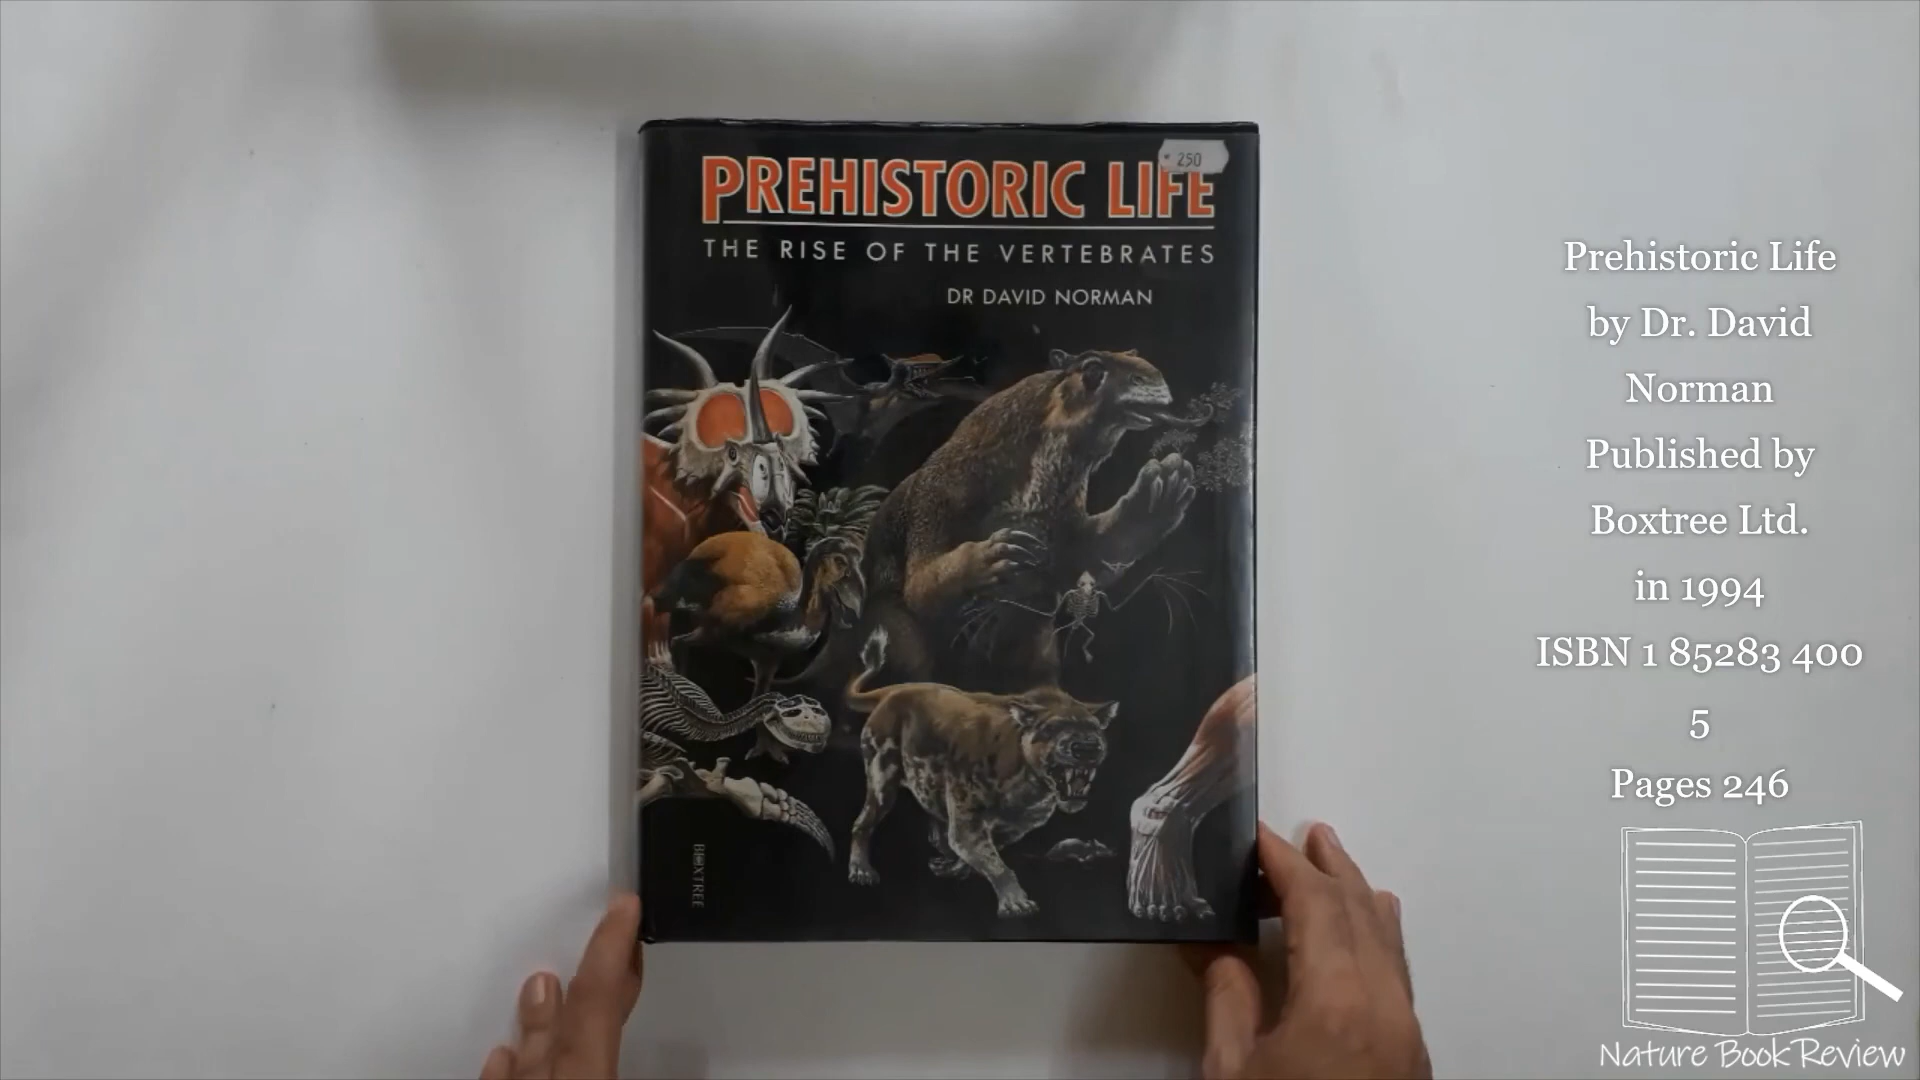 PREHISTORIC LIFE
250
THE RISE OF THE VERTEBRATES
DR DAVID NORMAN
BOXTREE
Prehistoric Life
by Dr. David
Norman
Published by
Boxtree Ltd.
in 1994
ISBN 1 85283 400
5
Pages 246
Nature Book Review